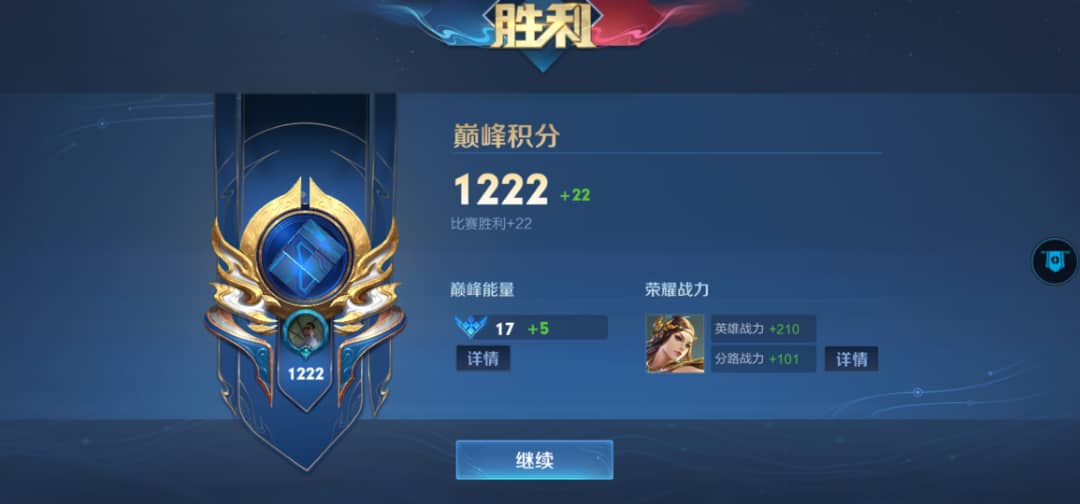 胜利
巅峰积分
1222 +22
比赛胜利+22
巅峰能量
17 +5
详情
荣耀战力
英雄战力 +210
分路战力 +101
详情
1222
继续